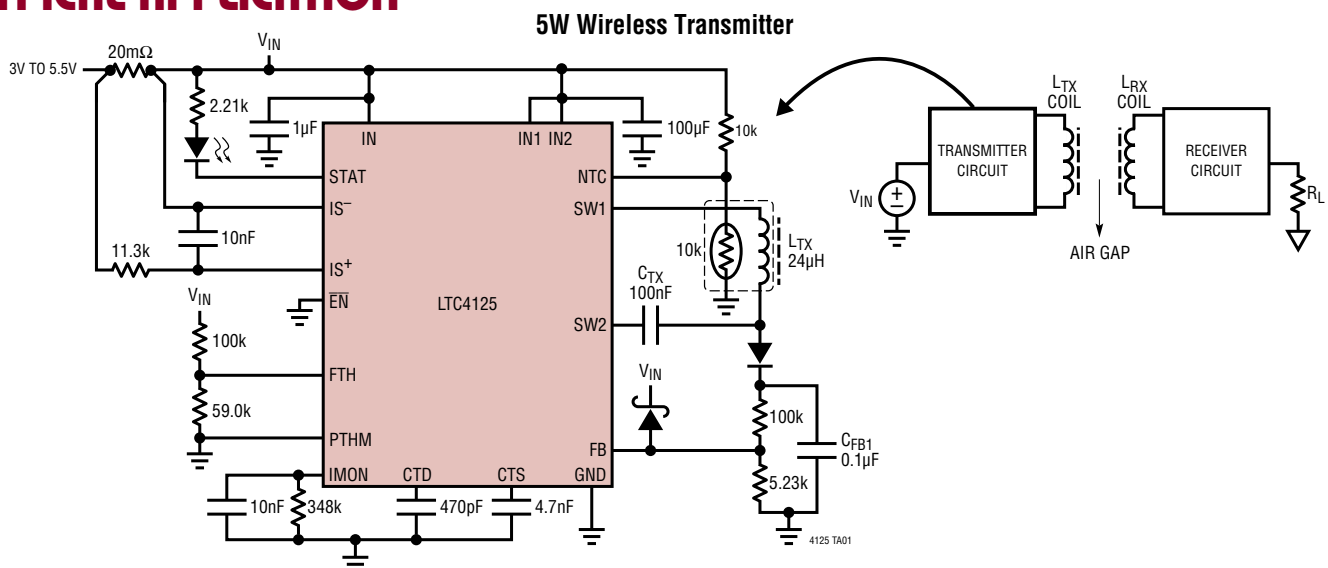 5W Wireless Transmitter
3V TO 5.5V
20mΩ
VIN
2.21k
1µF
IN
IN1 IN2
100µF
10k
STAT
NTC
IS–
SW1
10nF
11.3k
IS+
10k
LTX
24µH
VIN
EN
LTC4125
CTX
100nF
SW2
100k
FTH
VIN
59.0k
100k
PTHM
FB
CFB1
0.1µF
IMON
CTD
CTS
GND
5.23k
10nF
348k
470pF
4.7nF
4125 TA01
LTX
COIL
LRX
COIL
TRANSMITTER
CIRCUIT
RECEIVER
CIRCUIT
VIN
+
–
RL
AIR GAP